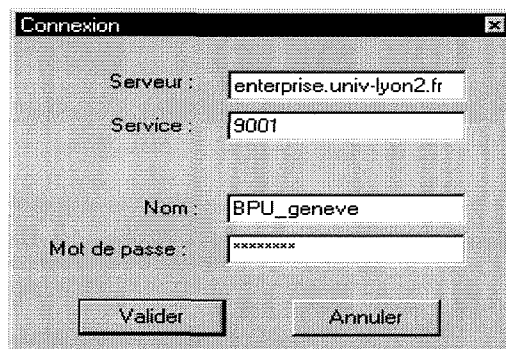 Connexion
Serveur : enterprise.univ-lyon2.fr
Service : 9001
Nom : BPU_geneve
Mot de passe : ********
Valider Annuler